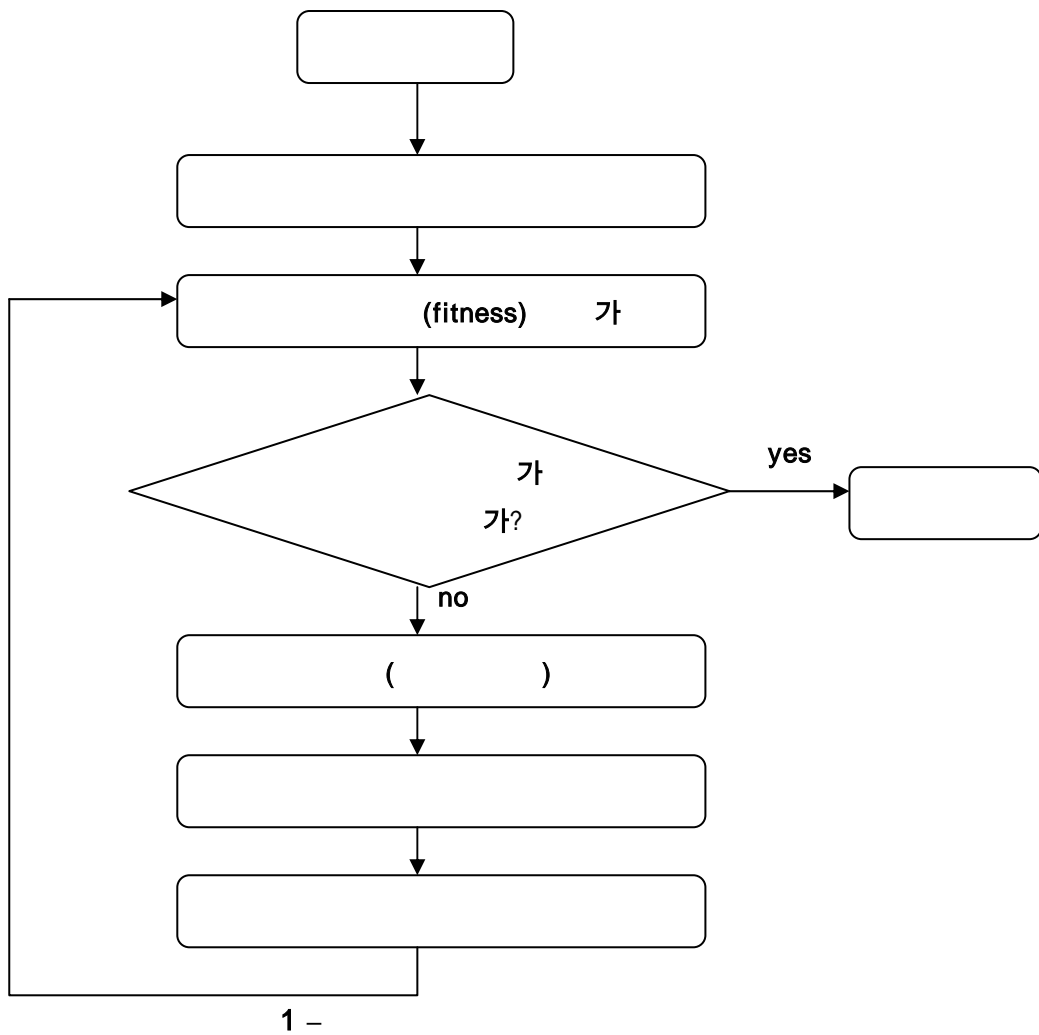 (fitness) 가
yes
가
가?
no
( )
1 –